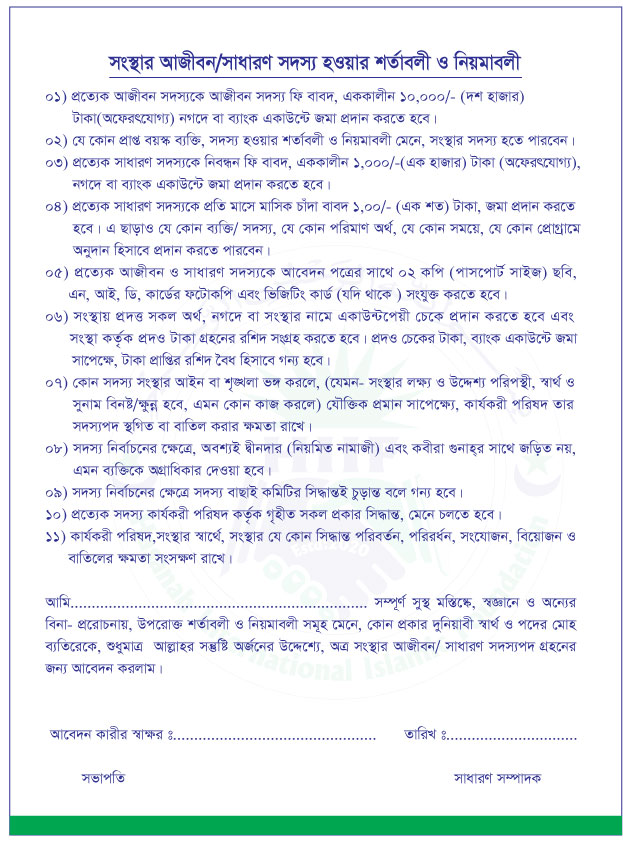 সংস্থার আজীবন/সাধারণ সদস্য হওয়ার শর্তাবলী ও নিয়মাবলী
০১) প্রত্যেক আজীবন সদস্যকে আজীবন সদস্য ফি বাবদ, এককালীন ১০,০০০/- (দশ হাজার)
টাকা(অফেরৎযোগ্য) নগদে বা ব্যাংক একাউন্টে জমা প্রদান করতে হবে।
০২) যে কোন প্রাপ্ত বয়স্ক ব্যক্তি, সদস্য হওয়ার শর্তাবলী ও নিয়মাবলী মেনে, সংস্থার সদস্য হতে পারবেন।
০৩) প্রত্যেক সাধারণ সদস্যকে নিবন্ধন ফি বাবদ, এককালীন ১,০০০/-(এক হাজার) টাকা (অফেরৎযোগ্য),
নগদে বা ব্যাংক একাউন্টে জমা প্রদান করতে হবে।
০৪) প্রত্যেক সাধারণ সদস্যকে প্রতি মাসে মাসিক চাঁদা বাবদ ১,০০/- (এক শত) টাকা, জমা প্রদান করতে
হবে। এ ছাড়াও যে কোন ব্যক্তি/ সদস্য, যে কোন পরিমাণ অর্থ, যে কোন সময়ে, যে কোন প্রোগ্রামে
অনুদান হিসাবে প্রদান করতে পারবেন।
০৫) প্রত্যেক আজীবন ও সাধারণ সদস্যকে আবেদন পত্রের সাথে ০২ কপি (পাসপোর্ট সাইজ) ছবি,
এন, আই, ডি, কার্ডের ফটোকপি এবং ভিজিটিং কার্ড (যদি থাকে ) সংযুক্ত করতে হবে।
০৬) সংস্থায় প্রদও সকল অর্থ, নগদে বা সংস্থার নামে একাউন্টপেয়ী চেকে প্রদান করতে হবে এবং
সংস্থা কর্তৃক প্রদও টাকা গ্রহনের রশিদ সংগ্রহ করতে হবে। প্রদও চেকের টাকা, ব্যাংক একাউন্টে জমা
সাপেক্ষে, টাকা প্রাপ্তির রশিদ বৈধ হিসাবে গন্য হবে।
০৭) কোন সদস্য সংস্থার আইন বা শৃঙ্খলা ভঙ্গ করলে, (যেমন- সংস্থার লক্ষ্য ও উদ্দেশ্য পরিপন্থী, স্বার্থ ও
সুনাম বিনষ্ট/ক্ষুন্ন হবে, এমন কোন কাজ করলে) যৌক্তিক প্রমান সাপেক্ষ্যে, কার্যকরী পরিষদ তার
সদস্যপদ স্থগিত বা বাতিল করার ক্ষমতা রাখে।
০৮) সদস্য নির্বাচনের ক্ষেত্রে, অবশ্যই দ্বীনদার (নিয়মিত নামাজী) এবং কবীরা গুনাহ্‌র সাথে জড়িত নয়,
এমন ব্যক্তিকে অগ্রাধিকার দেওয়া হবে।
০৯) সদস্য নির্বাচনের ক্ষেত্রে সদস্য বাছাই কমিটির সিদ্ধান্তই চুড়ান্ত বলে গন্য হবে।
১০) প্রত্যেক সদস্য কার্যকরী পরিষদ কর্তৃক গৃহীত সকল প্রকার সিদ্ধান্ত, মেনে চলতে হবে।
১১) কার্যকরী পরিষদ,সংস্থার স্বার্থে, সংস্থার যে কোন সিদ্ধান্ত পরিবর্তন, পরিরর্ধন, সংযোজন, বিয়োজন ও
বাতিলের ক্ষমতা সংসক্ষণ রাখে।
আমি.................................................................... সম্পূর্ণ সুস্থ মস্তিষ্কে, স্বজ্ঞানে ও অন্যের
বিনা- প্ররোচনায়, উপরোক্ত শর্তাবলী ও নিয়মাবলী সমূহ মেনে, কোন প্রকার দুনিয়াবী স্বার্থ ও পদের মোহ
ব্যতিরেকে, শুধুমাত্র আল্লাহর সন্তুষ্টি অর্জনের উদ্দেশ্যে, অত্র সংস্থার আজীবন/ সাধারণ সদস্যপদ গ্রহনের
জন্য আবেদন করলাম।
আবেদন কারীর স্বাক্ষর ঃ............................................... তারিখ ঃ..............................
সভাপতি সাধারণ সম্পাদক
Estd: 2020
International Islamic Foundation